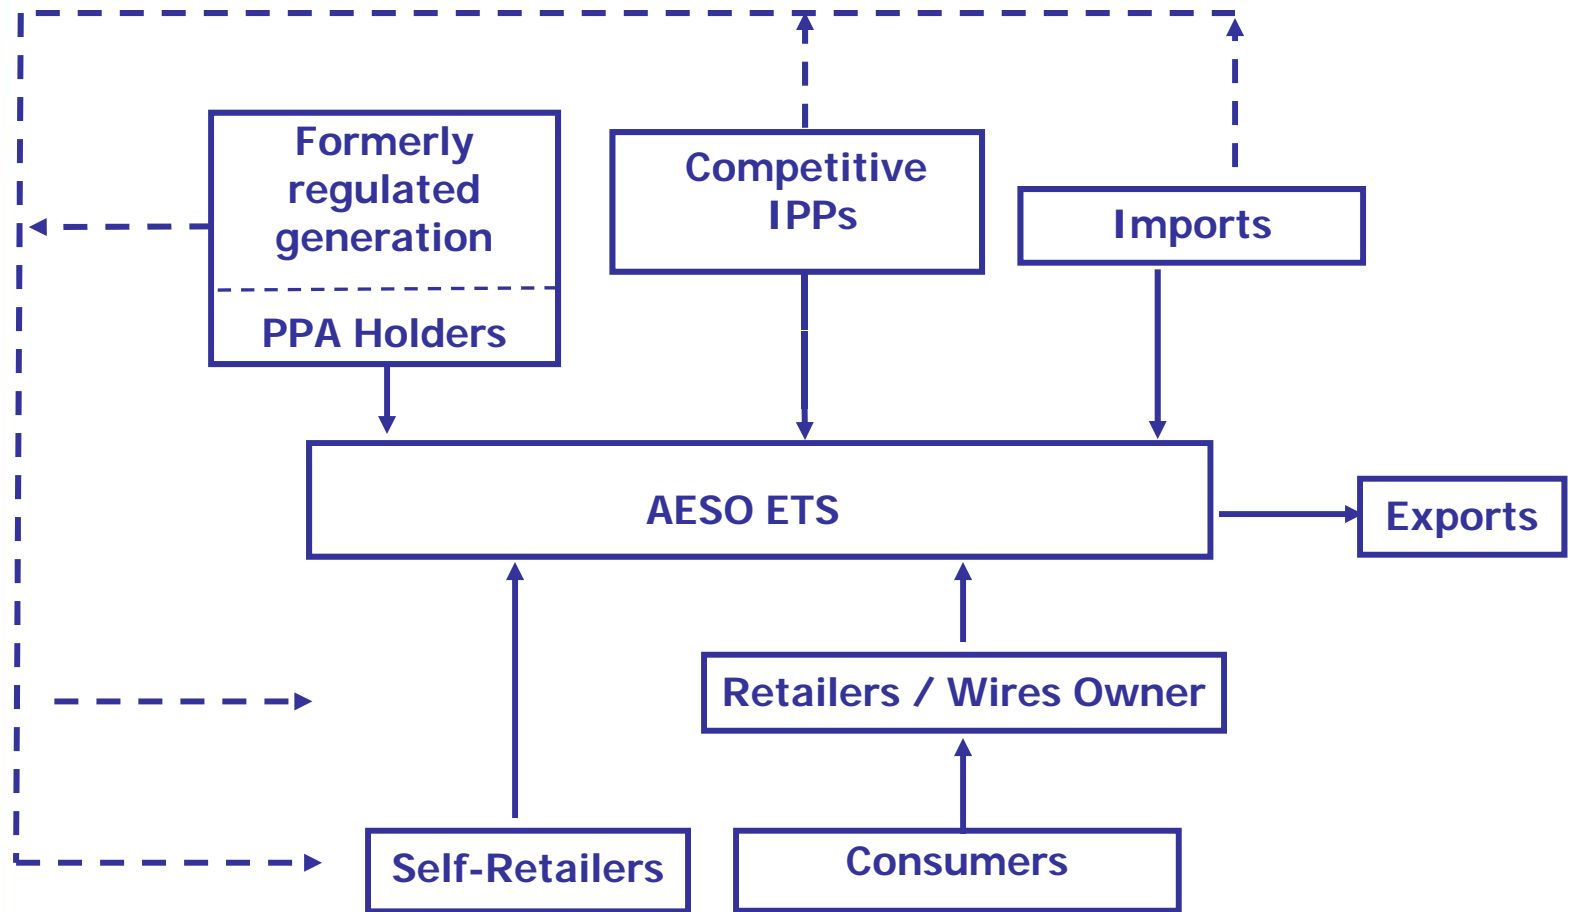 Formerly
regulated
generation
PPA Holders
Competitive
IPPs
Imports
AESO ETS
Exports
Retailers / Wires Owner
Self-Retailers
Consumers